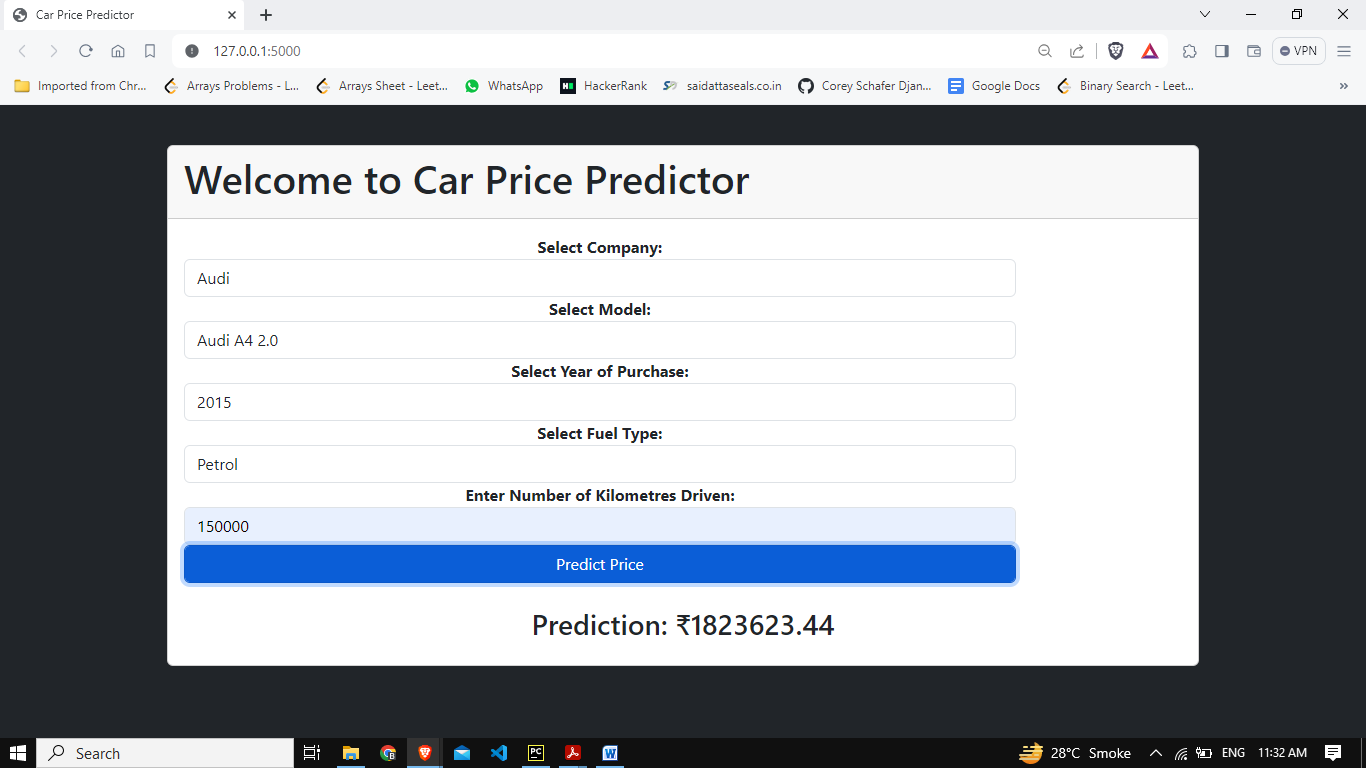 Car Price Predictor
127.0.0.1:5000
VPN
Imported from Chr...
Arrays Problems - L...
Arrays Sheet - Leet...
WhatsApp
HackerRank
saidattaseals.co.in
Corey Schafer Djan...
Google Docs
Binary Search - Leet...
Welcome to Car Price Predictor
Select Company:
Audi
Select Model:
Audi A4 2.0
Select Year of Purchase:
2015
Select Fuel Type:
Petrol
Enter Number of Kilometres Driven:
150000
Predict Price
Prediction: ₹1823623.44
Search
28°C Smoke
ENG
11:32 AM